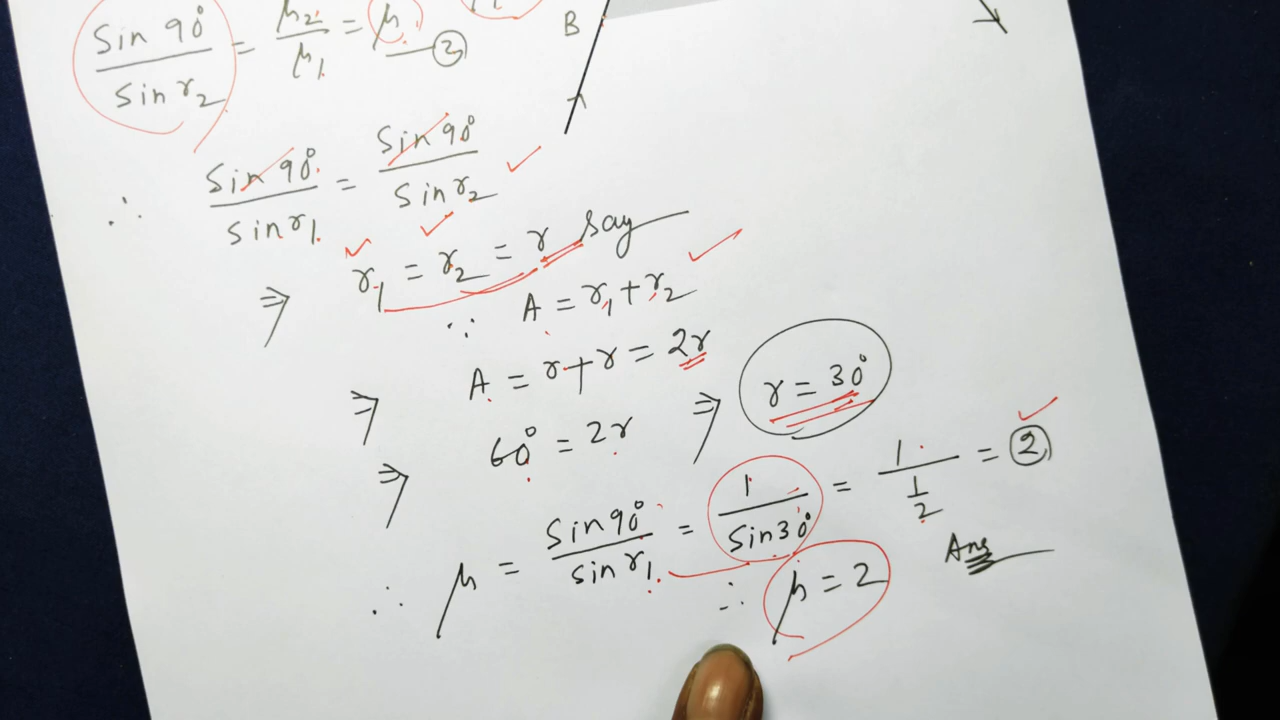 Sin 90° / Sin r₂ = μ₂ / μ₁ = μ — ②
B
∴ Sin 90° / sin r₁ = Sin 90° / Sin r₂
⇒ r₁ = r₂ = r say
∵ A = r₁ + r₂
⇒ A = r + r = 2r
⇒ 60° = 2r ⇒ r = 30°
∴ μ = Sin 90° / sin r₁ = 1 / Sin 30° = 1 / (1/2) = ②
∴ μ = 2 Ans